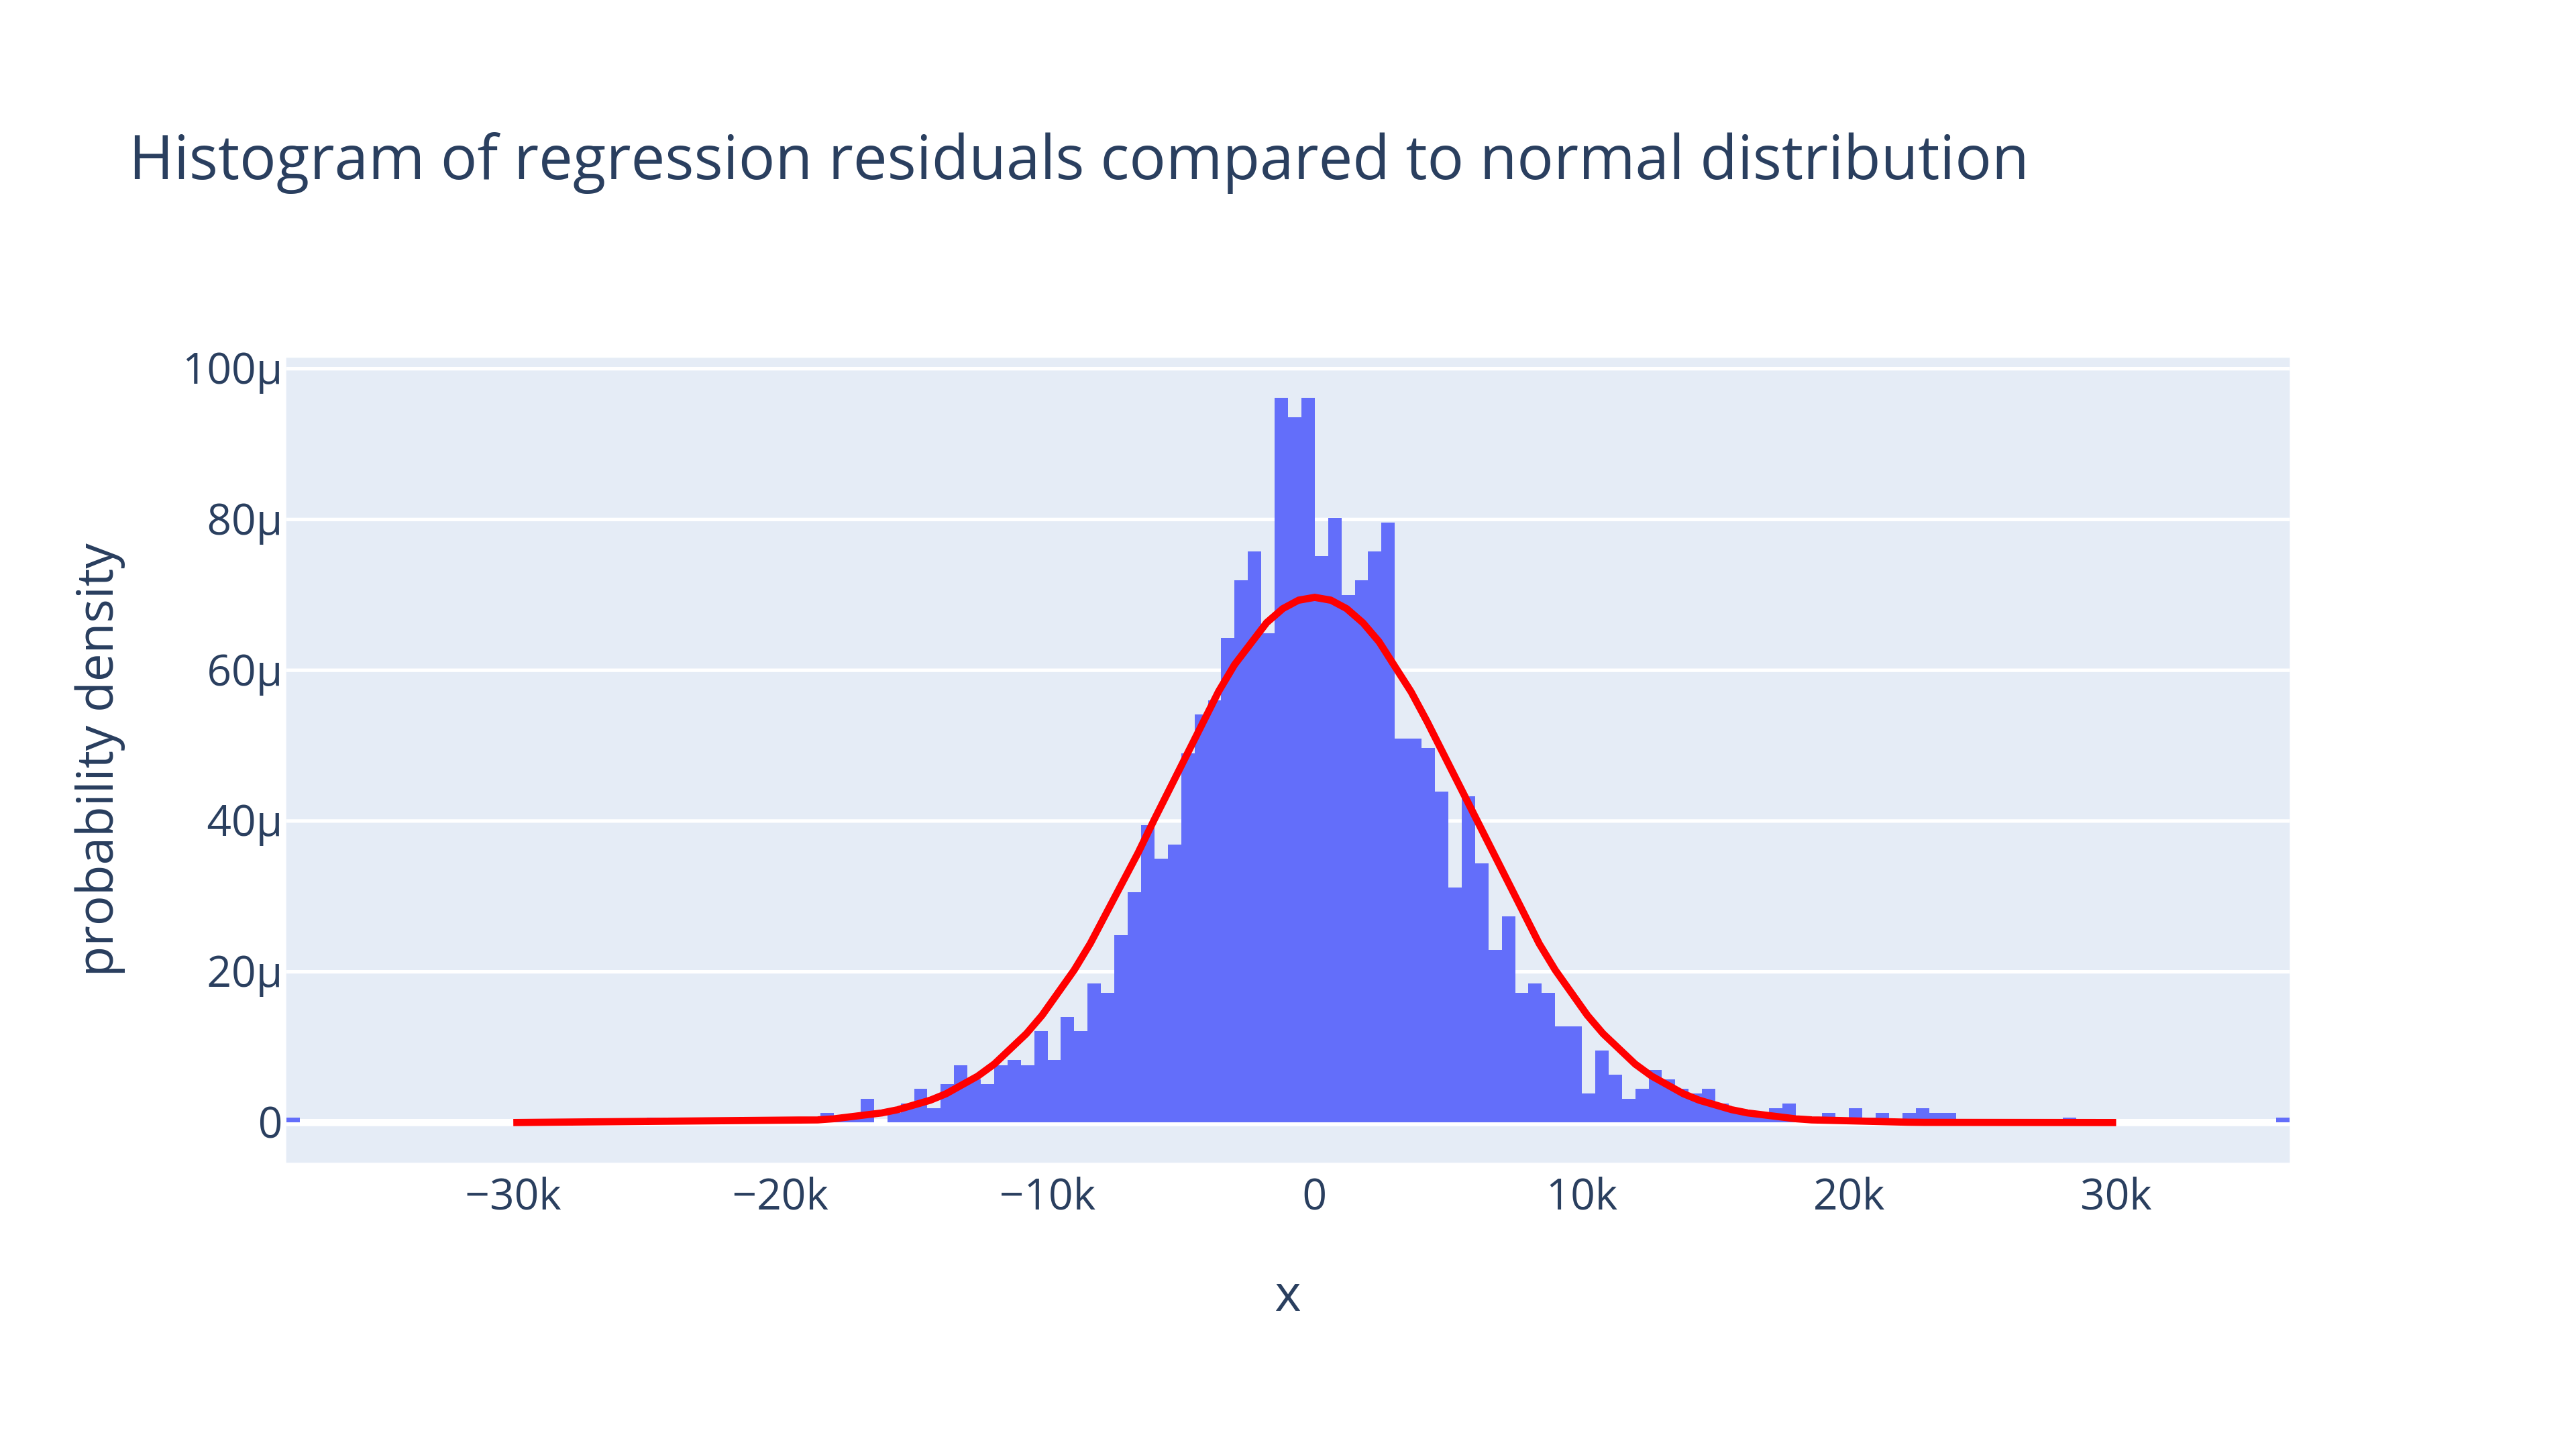 Histogram of regression residuals compared to normal distribution
100μ
80μ
60μ
40μ
20μ
0
probability density
−30k −20k −10k 0 10k 20k 30k
x